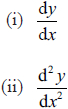 (i) dy/dx
(ii) d²y/dx²